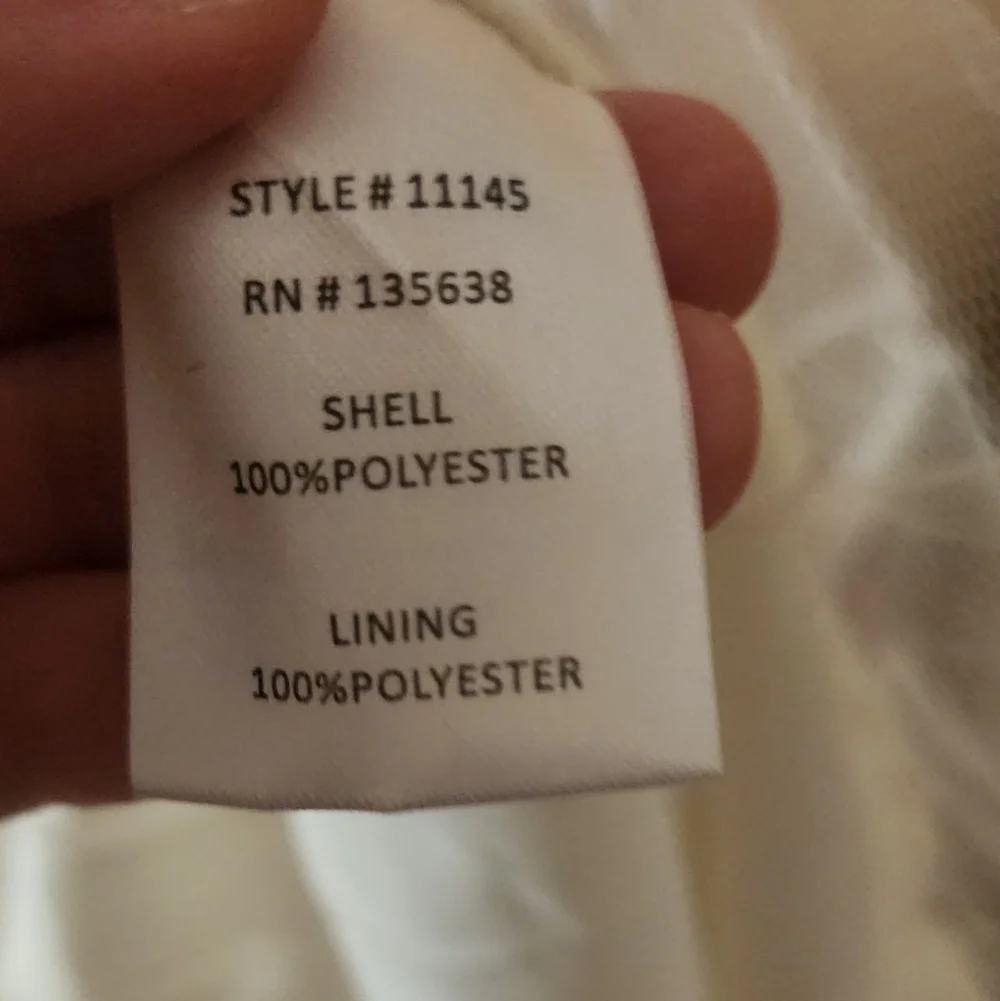 STYLE # 11145
RN # 135638
SHELL
100%POLYESTER
LINING
100%POLYESTER